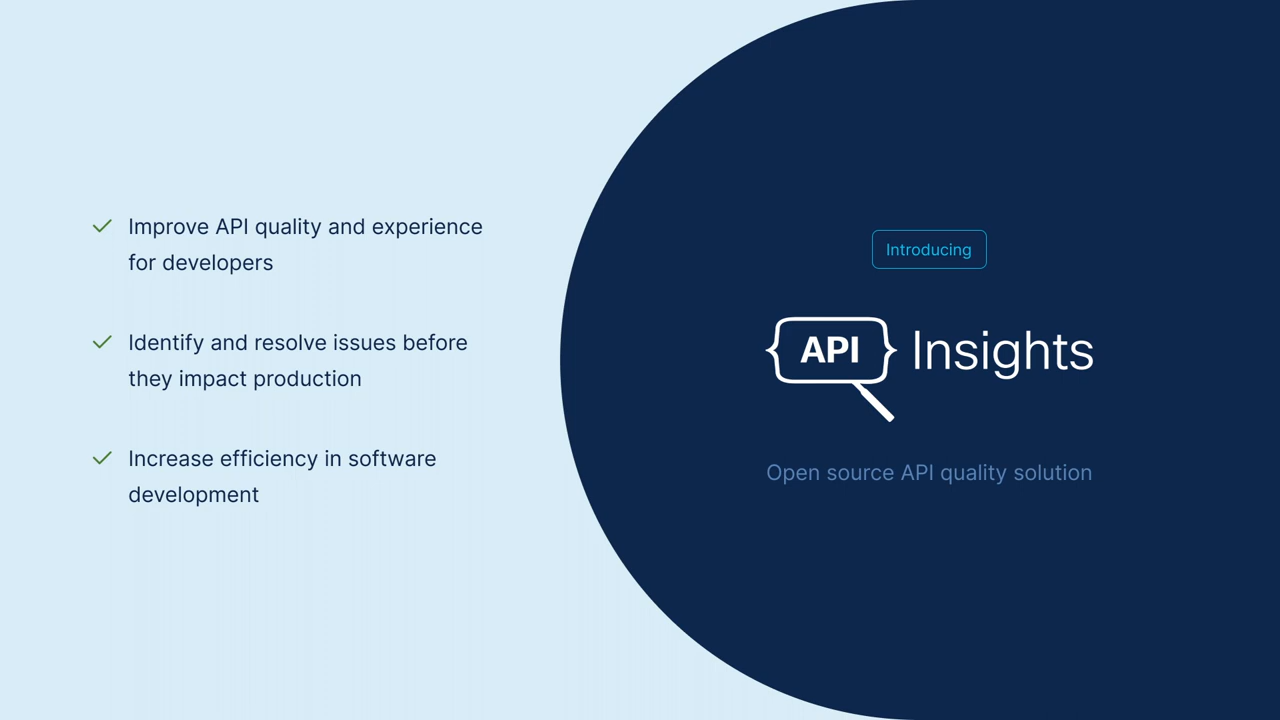 Improve API quality and experience
for developers
Identify and resolve issues before
they impact production
Increase efficiency in software
development
Introducing
API Insights
Open source API quality solution